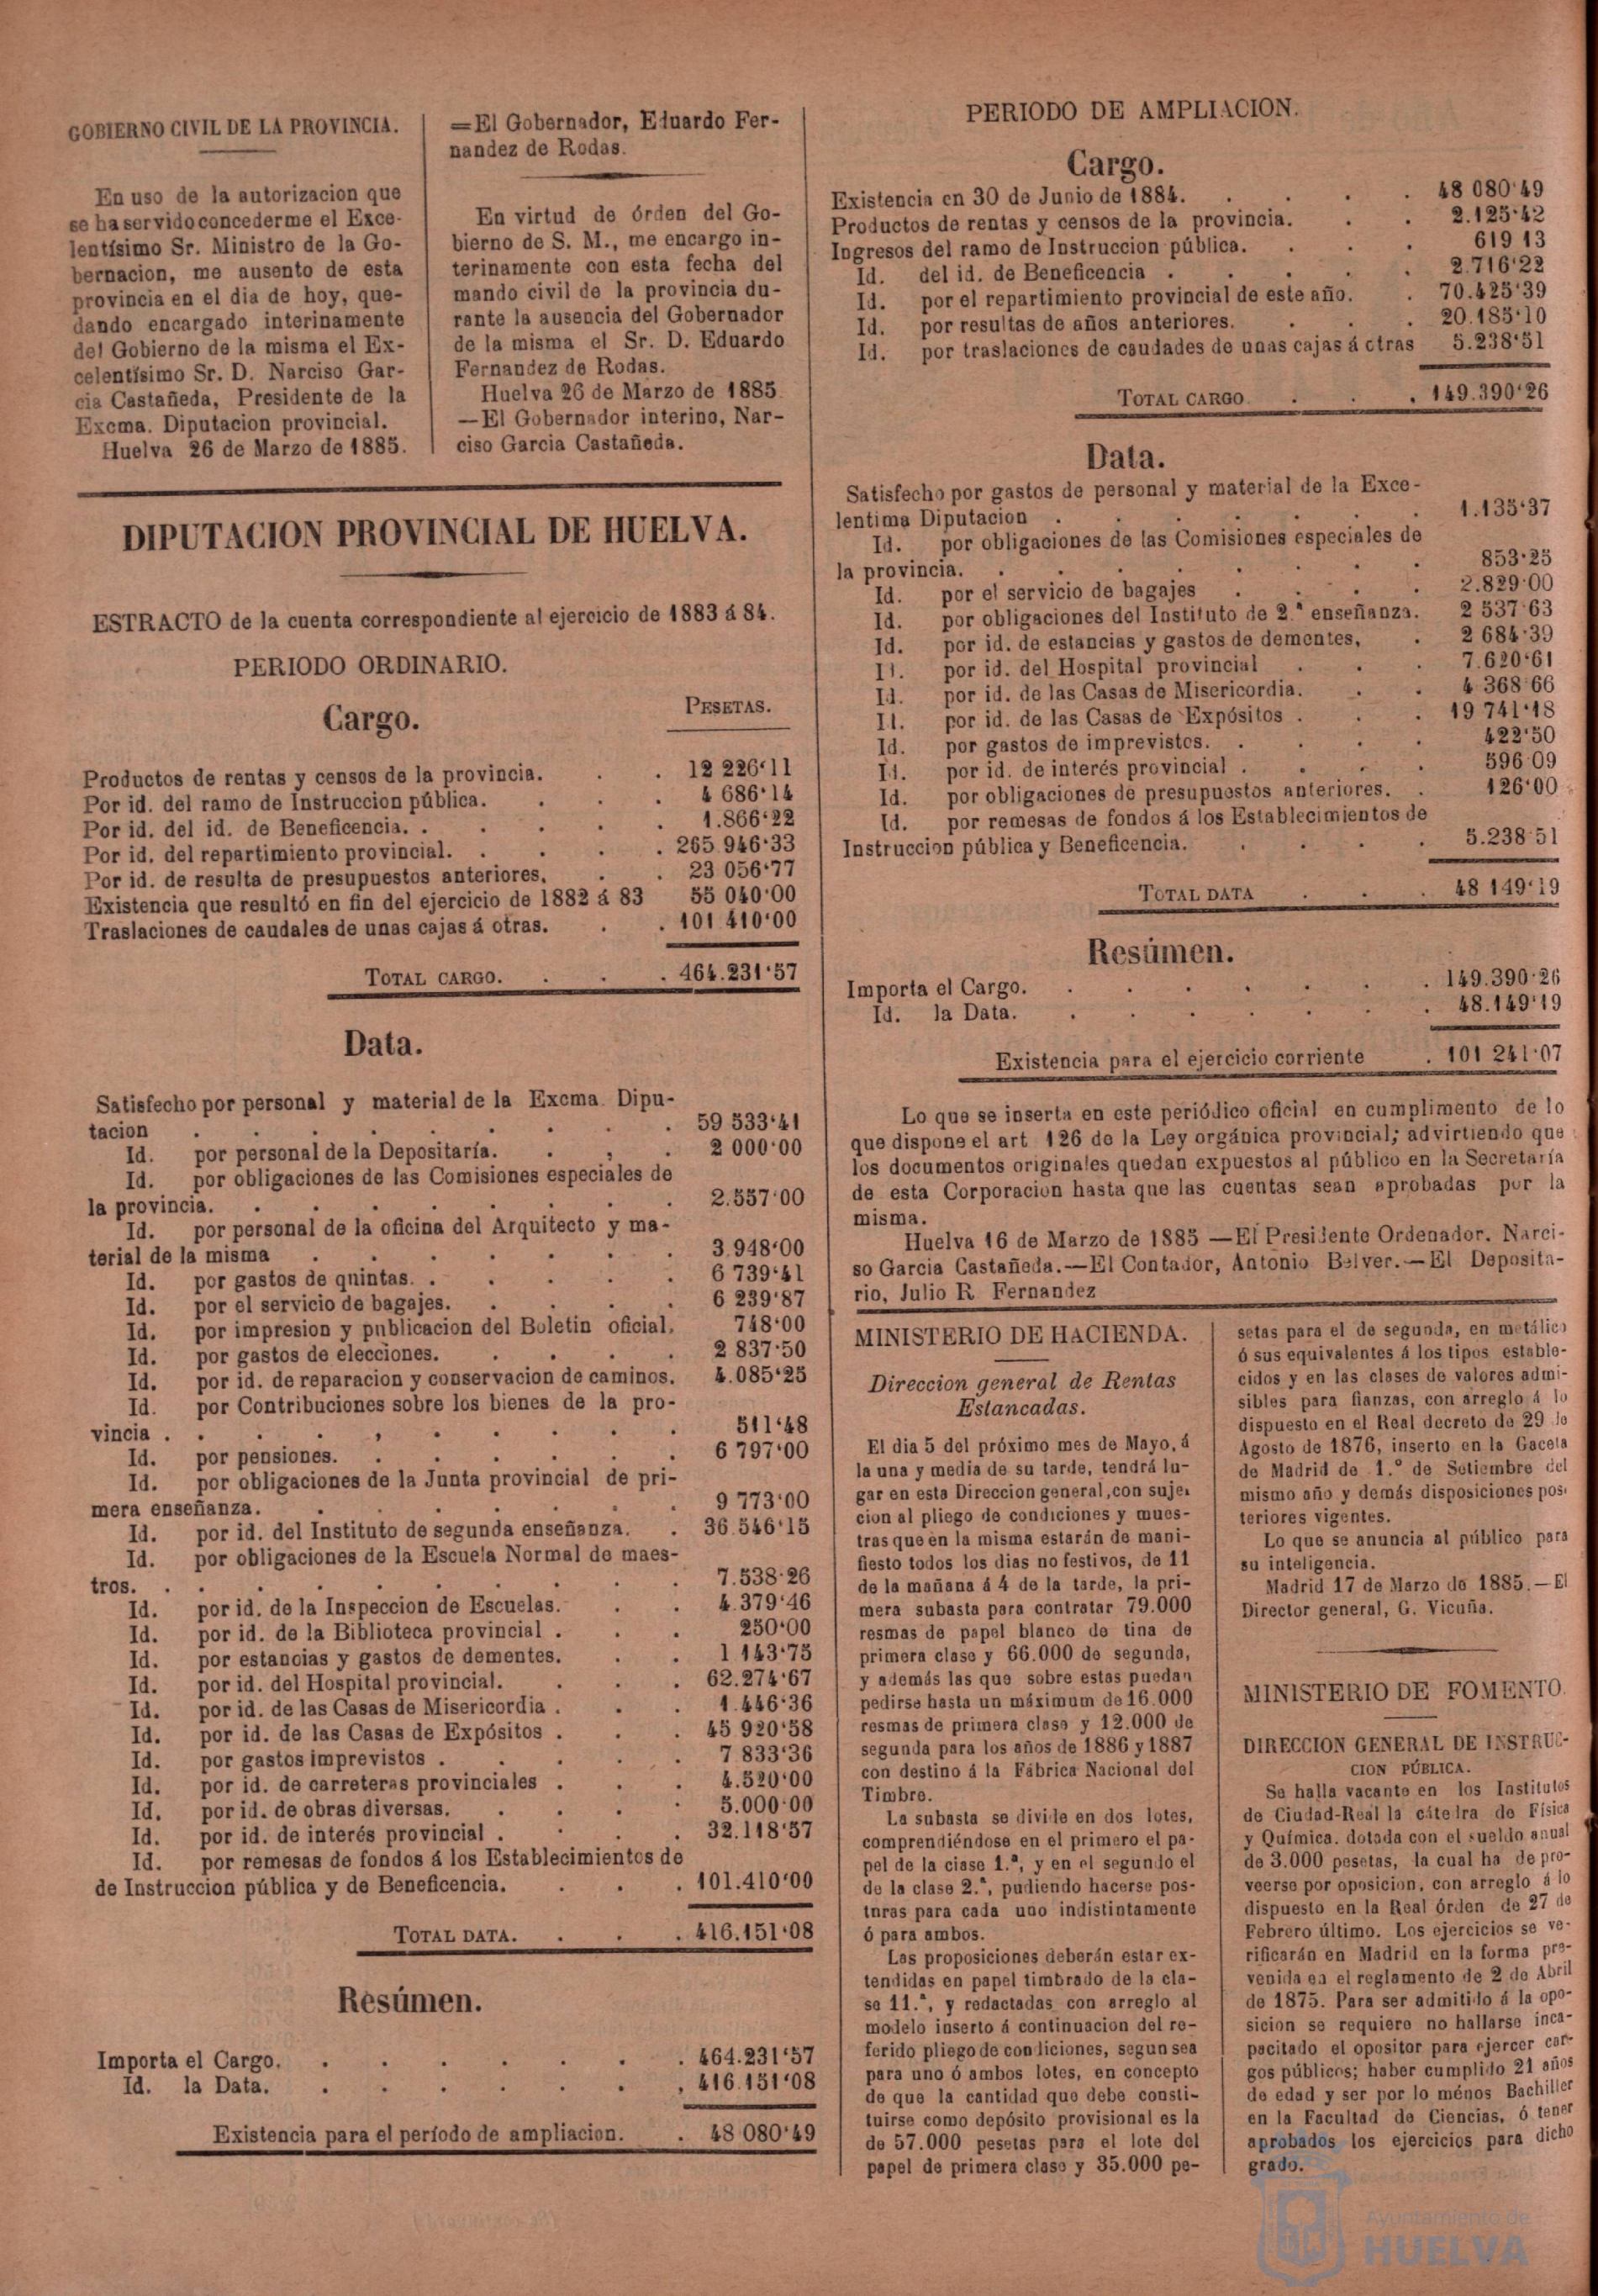 GOBIERNO CIVIL DE LA PROVINCIA.
En uso de la autorizacion que
se ha servido concederme el Exce-
lentísimo Sr. Ministro de la Go-
bernacion, me ausento de esta
provincia en el dia de hoy, que-
dando encargado interinamente
del Gobierno de la misma el Ex-
celentísimo Sr. D. Narciso Gar-
cia Castañeda, Presidente de la
Excma. Diputacion provincial.
Huelva 26 de Marzo de 1885.
=El Gobernador, Eduardo Fer-
nandez de Rodas.
En virtud de órden del Go-
bierno de S. M., me encargo in-
terinamente con esta fecha del
mando civil de la provincia du-
rante la ausencia del Gobernador
de la misma el Sr. D. Eduardo
Fernandez de Rodas.
Huelva 26 de Marzo de 1885.
—El Gobernador interino, Nar-
ciso Garcia Castañeda.
DIPUTACION PROVINCIAL DE HUELVA.
ESTRACTO de la cuenta correspondiente al ejercicio de 1883 á 84.
PERIODO ORDINARIO.
PESETAS.
Cargo.
Productos de rentas y censos de la provincia. . . 12 226‘11
Por id. del ramo de Instruccion pública. . . . 4 686‘14
Por id. del id. de Beneficencia. . . . . . 1.866‘22
Por id. del repartimiento provincial. . . . . 265.946‘33
Por id. de resulta de presupuestos anteriores. . . 23 056‘77
Existencia que resultó en fin del ejercicio de 1882 á 83 55 040‘00
Traslaciones de caudales de unas cajas á otras. . . 101 410‘00
TOTAL CARGO. . . . 464.231‘57
Data.
Satisfecho por personal y material de la Excma. Dipu-
tacion . . . . . . . . 59 533‘41
Id. por personal de la Depositaría. . . . 2 000‘00
Id. por obligaciones de las Comisiones especiales de
la provincia. . . . . . . . 2.557‘00
Id. por personal de la oficina del Arquitecto y ma-
terial de la misma . . . . . . . 3.948‘00
Id. por gastos de quintas. . . . . . 6 739‘41
Id. por el servicio de bagajes. . . . . 6 239‘87
Id. por impresion y publicacion del Boletin oficial. 748‘00
Id. por gastos de elecciones. . . . . 2 837‘50
Id. por id. de reparacion y conservacion de caminos. 4.085‘25
Id. por Contribuciones sobre los bienes de la pro-
vincia . . . . . . . . . 511‘48
Id. por pensiones. . . . . . . 6 797‘00
Id. por obligaciones de la Junta provincial de pri-
mera enseñanza. . . . . . . . 9 773‘00
Id. por id. del Instituto de segunda enseñanza. . 36.546‘15
Id. por obligaciones de la Escuela Normal de maes-
tros. . . . . . . . . . 7.538‘26
Id. por id. de la Inspeccion de Escuelas. . . 4.379‘46
Id. por id. de la Biblioteca provincial . . . 250‘00
Id. por estancias y gastos de dementes. . . 1 143‘75
Id. por id. del Hospital provincial. . . . 62.274‘67
Id. por id. de las Casas de Misericordia . . . 1.446‘36
Id. por id. de las Casas de Expósitos . . . 45 920‘58
Id. por gastos imprevistos . . . . . 7 833‘36
Id. por id. de carreteras provinciales . . . 4.520‘00
Id. por id. de obras diversas. . . . . 5.000‘00
Id. por id. de interés provincial . . . . 32.118‘57
Id. por remesas de fondos á los Establecimientos de
de Instruccion pública y de Beneficencia. . . . 101.410‘00
TOTAL DATA. . . . 416.151‘08
Resúmen.
Importa el Cargo. . . . . . . . 464.231‘57
Id. la Data. . . . . . . . 416.151‘08
Existencia para el período de ampliacion. . 48 080‘49
PERIODO DE AMPLIACION.
Cargo.
Existencia en 30 de Junio de 1884. . . . . 48 080‘49
Productos de rentas y censos de la provincia. . . 2.125‘42
Ingresos del ramo de Instruccion pública. . . . 619 13
Id. del id. de Beneficencia . . . . . 2.716‘22
Id. por el repartimiento provincial de este año. . 70.425‘39
Id. por resultas de años anteriores. . . . 20.185‘10
Id. por traslaciones de caudades de unas cajas á otras 5.238‘51
TOTAL CARGO. . . . 149.390‘26
Data.
Satisfecho por gastos de personal y material de la Exce-
lentima Diputacion . . . . . . . 1.135‘37
Id. por obligaciones de las Comisiones especiales de
la provincia. . . . . . . . 853‘25
Id. por el servicio de bagajes . . . . 2.829‘00
Id. por obligaciones del Instituto de 2.ª enseñanza. 2 537‘63
Id. por id. de estancias y gastos de dementes, . 2 684‘39
Id. por id. del Hospital provincial . . . 7.620‘61
Id. por id. de las Casas de Misericordia. . . 4 368‘66
Id. por id. de las Casas de Expósitos . . . 19 741‘18
Id. por gastos de imprevistos. . . . . 422‘50
Id. por id. de interés provincial . . . . 596‘09
Id. por obligaciones de presupuestos anteriores. . 126‘00
Id. por remesas de fondos á los Establecimientos de
Instruccion pública y Beneficencia. . . . . 5.238‘51
TOTAL DATA . . . 48 149‘19
Resúmen.
Importa el Cargo. . . . . . . . 149.390‘26
Id. la Data. . . . . . . . 48.149‘19
Existencia para el ejercicio corriente . 101 241‘07
Lo que se inserta en este periódico oficial en cumplimento de lo
que dispone el art. 126 de la Ley orgánica provincial; advirtiendo que
los documentos originales quedan expuestos al público en la Secretaría
de esta Corporacion hasta que las cuentas sean aprobadas por la
misma.
Huelva 16 de Marzo de 1885 —El Presidente Ordenador. Narci-
so Garcia Castañeda.—El Contador, Antonio Belver.—El Deposita-
rio, Julio R. Fernandez
MINISTERIO DE HACIENDA.
Direccion general de Rentas
Estancadas.
El dia 5 del próximo mes de Mayo, á
la una y media de su tarde, tendrá lu-
gar en esta Direccion general, con suje-
cion al pliego de condiciones y mues-
tras que en la misma estarán de mani-
fiesto todos los dias no festivos, de 11
de la mañana á 4 de la tarde, la pri-
mera subasta para contratar 79.000
resmas de papel blanco de tina de
primera clase y 66.000 de segunda,
y además las que sobre estas puedan
pedirse hasta un máximum de 16.000
resmas de primera clase y 12.000 de
segunda para los años de 1886 y 1887
con destino á la Fábrica Nacional del
Timbre.
La subasta se divide en dos lotes,
comprendiéndose en el primero el pa-
pel de la clase 1.ª, y en el segundo el
de la clase 2.ª, pudiendo hacerse pos-
turas para cada uno indistintamente
ó para ambos.
Las proposiciones deberán estar ex-
tendidas en papel timbrado de la cla-
se 11.ª, y redactadas con arreglo al
modelo inserto á continuacion del re-
ferido pliego de condiciones, segun sea
para uno ó ambos lotes, en concepto
de que la cantidad que debe consti-
tuirse como depósito provisional es la
de 57.000 pesetas para el lote del
papel de primera clase y 35.000 pe-
setas para el de segunda, en metálico
ó sus equivalentes á los tipos estable-
cidos y en las clases de valores admi-
sibles para fianzas, con arreglo á lo
dispuesto en el Real decreto de 29 de
Agosto de 1876, inserto en la Gaceta
de Madrid de 1.º de Setiembre del
mismo año y demás disposiciones pos-
teriores vigentes.
Lo que se anuncia al público para
su inteligencia.
Madrid 17 de Marzo de 1885.—El
Director general, G. Vicuña.
MINISTERIO DE FOMENTO.
DIRECCION GENERAL DE INSTRUC-
CION PÚBLICA.
Se halla vacante en los Institutos
de Ciudad-Real la cátedra de Física
y Química. dotada con el sueldo anual
de 3.000 pesetas, la cual ha de pro-
veerse por oposicion, con arreglo á lo
dispuesto en la Real órden de 27 de
Febrero último. Los ejercicios se ve-
rificarán en Madrid en la forma pre-
venida en el reglamento de 2 de Abril
de 1875. Para ser admitido á la opo-
sicion se requiere no hallarse inca-
pacitado el opositor para ejercer car-
gos públicos; haber cumplido 21 años
de edad y ser por lo ménos Bachiller
en la Facultad de Ciencias, ó tener
aprobados los ejercicios para dicho
grado.
Ayuntamiento de
HUELVA